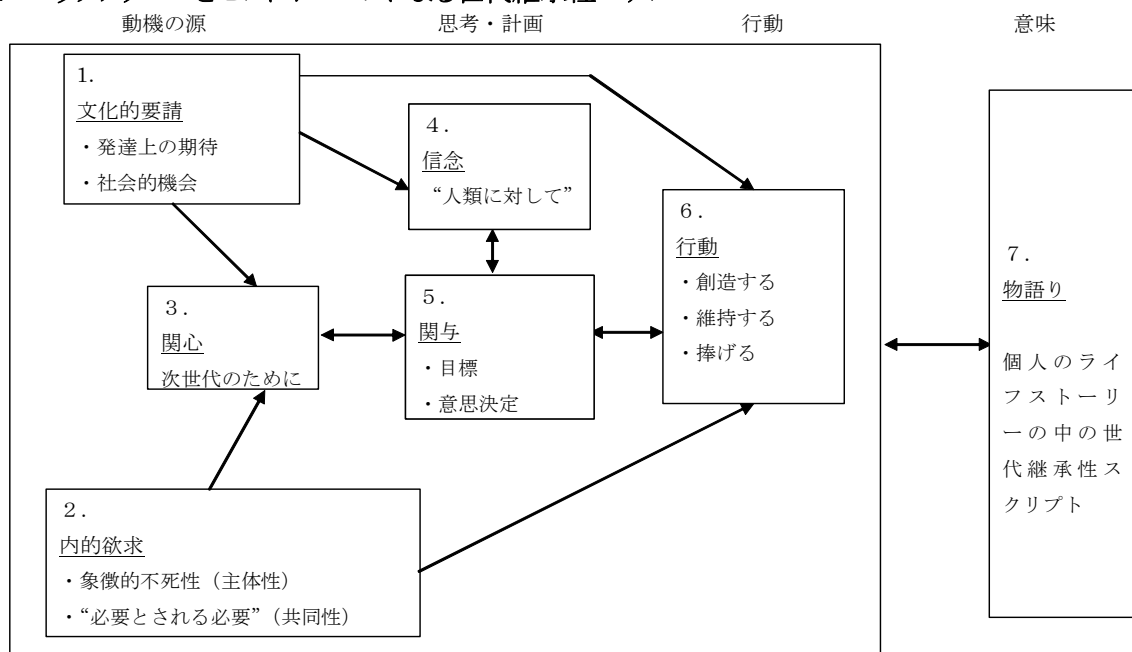 動機の源 思考・計画 行動 意味
1.
文化的要請
・発達上の期待
・社会的機会
4.
信念
“人類に対して”
3.
関心
次世代のために
5.
関与
・目標
・意思決定
6.
行動
・創造する
・維持する
・捧げる
2.
内的欲求
・象徴的不死性（主体性）
・“必要とされる必要”（共同性）
7.
物語り
個人のライ
フストーリ
ーの中の世
代継承性ス
クリプト